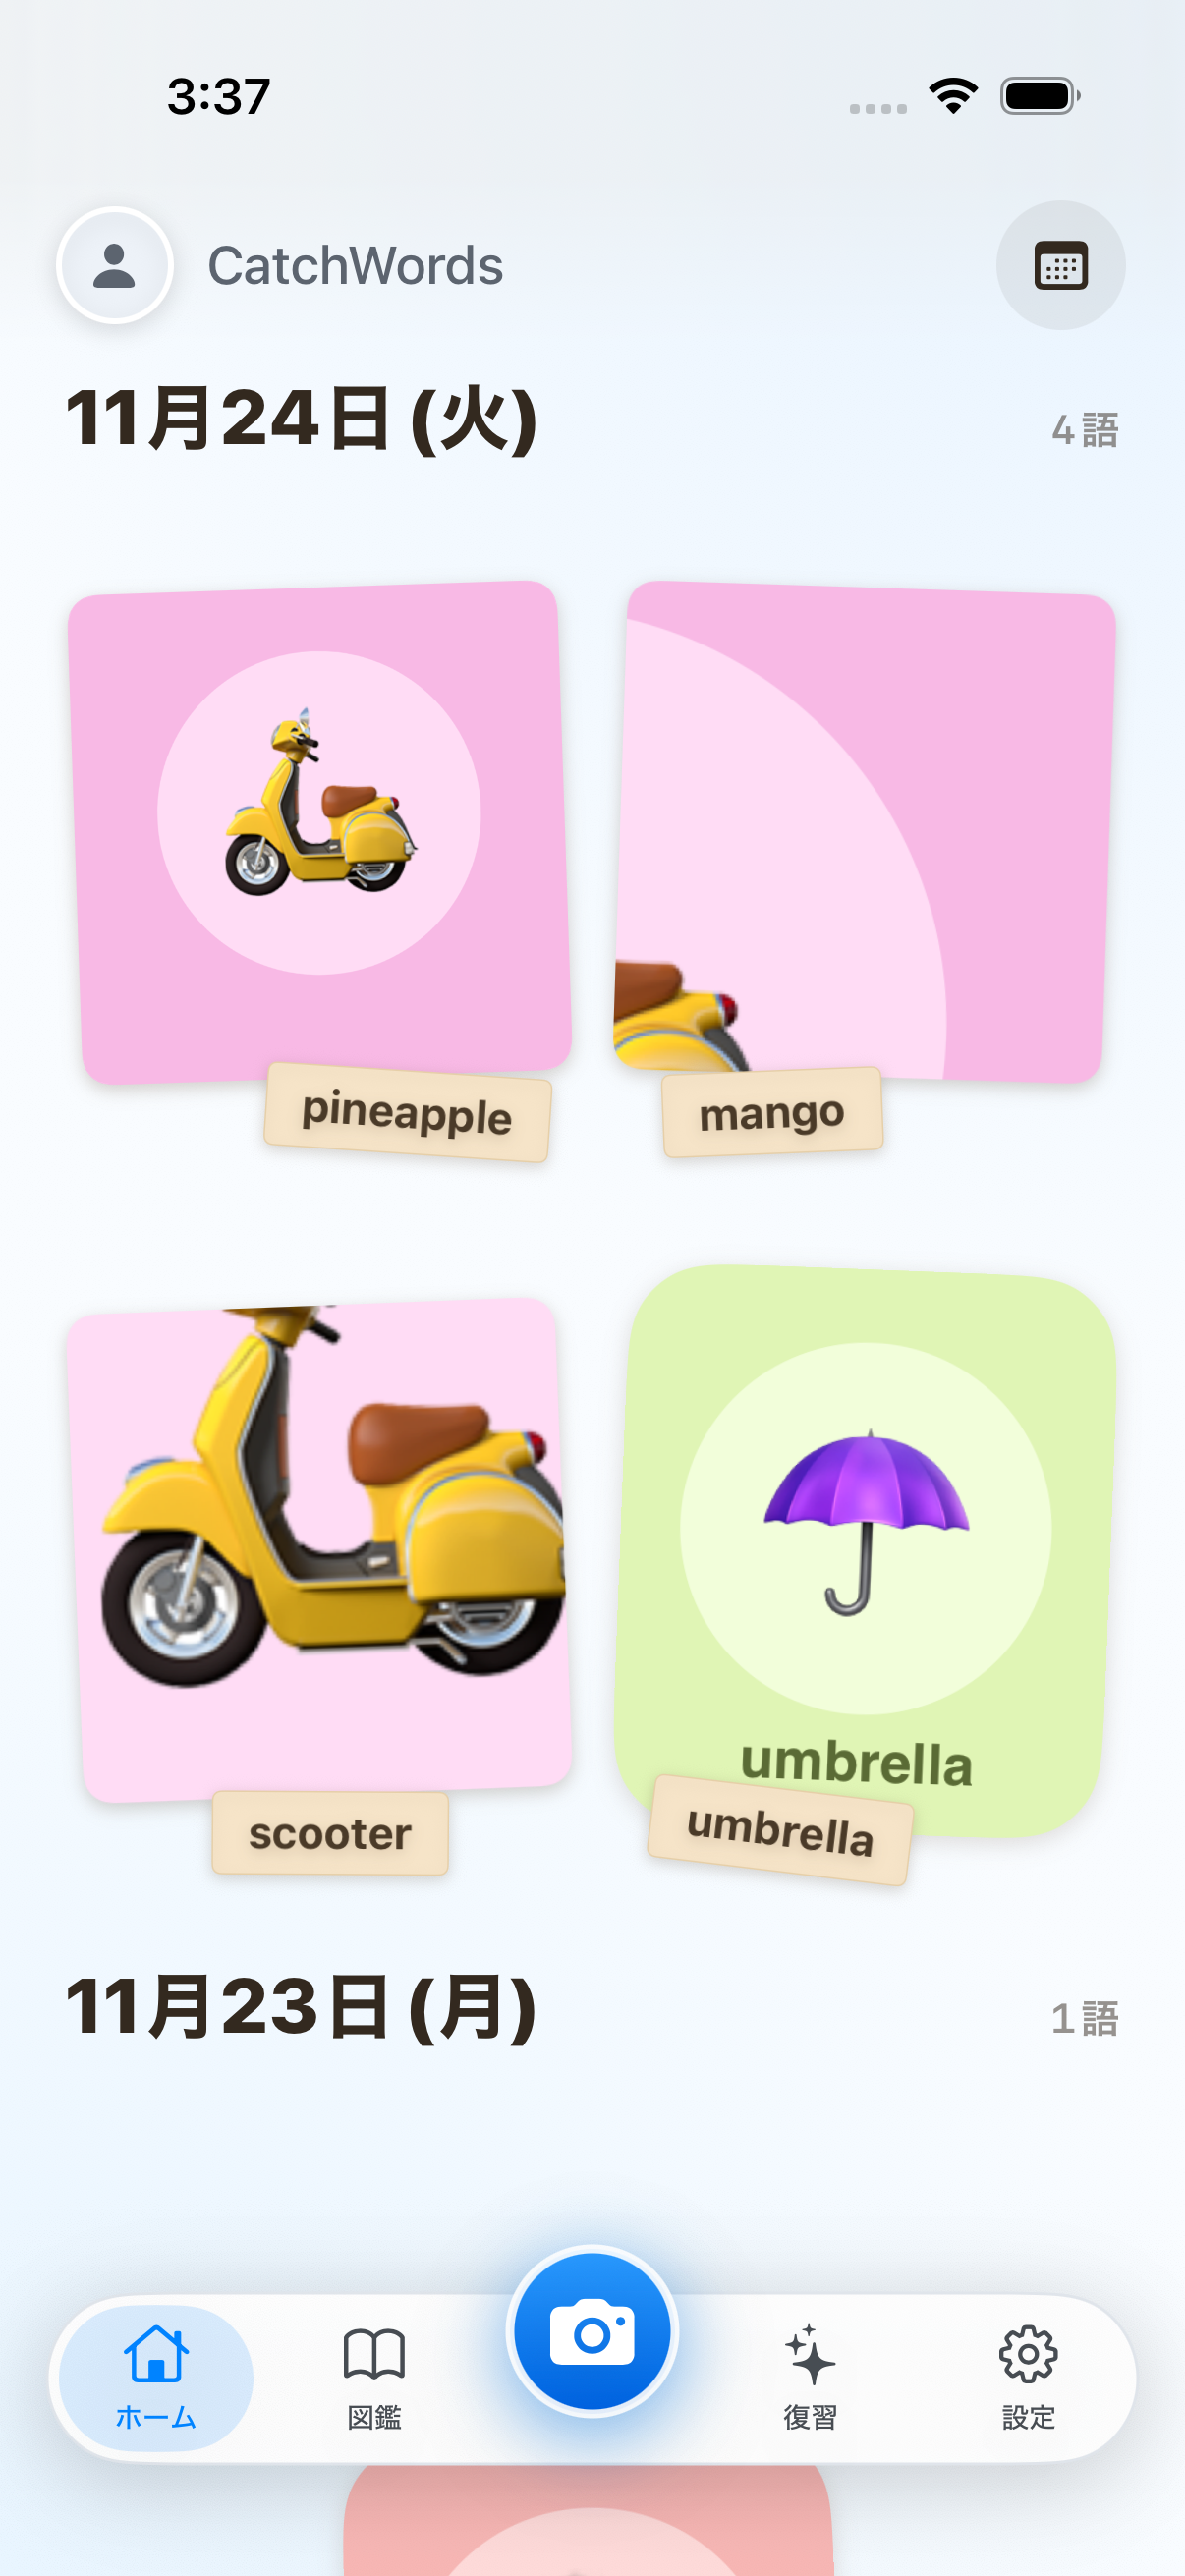 3:37
CatchWords
11月24日(火)
4語
pineapple
mango
scooter
umbrella
umbrella
11月23日(月)
1語
ホーム
図鑑
復習
設定